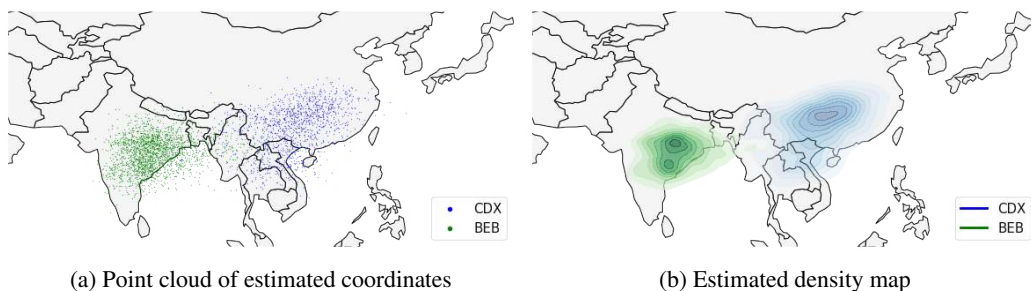 CDX
BEB
CDX
BEB
(a) Point cloud of estimated coordinates
(b) Estimated density map